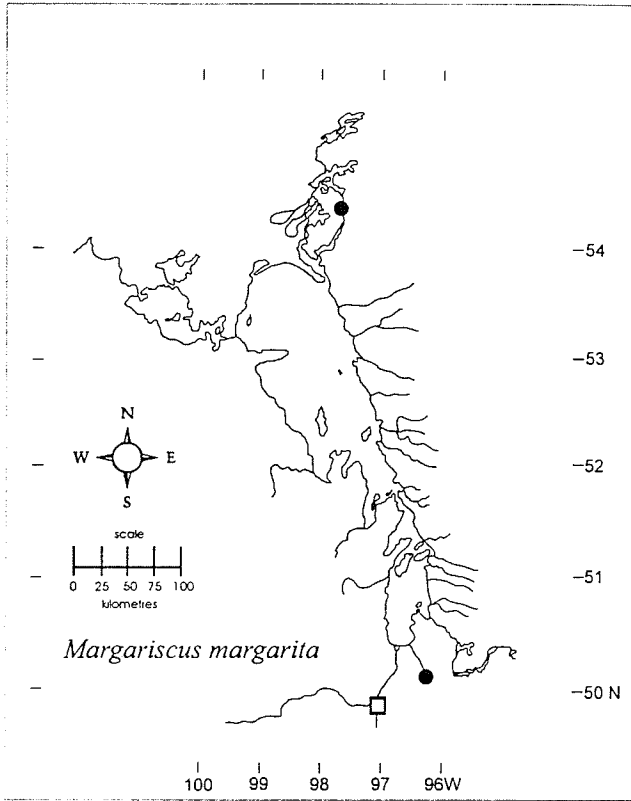 -54
-53
N
W E
S
-52
scale
0 25 50 75 100
kilometres
-51
Margariscus margarita
-50 N
100 99 98 97 96W